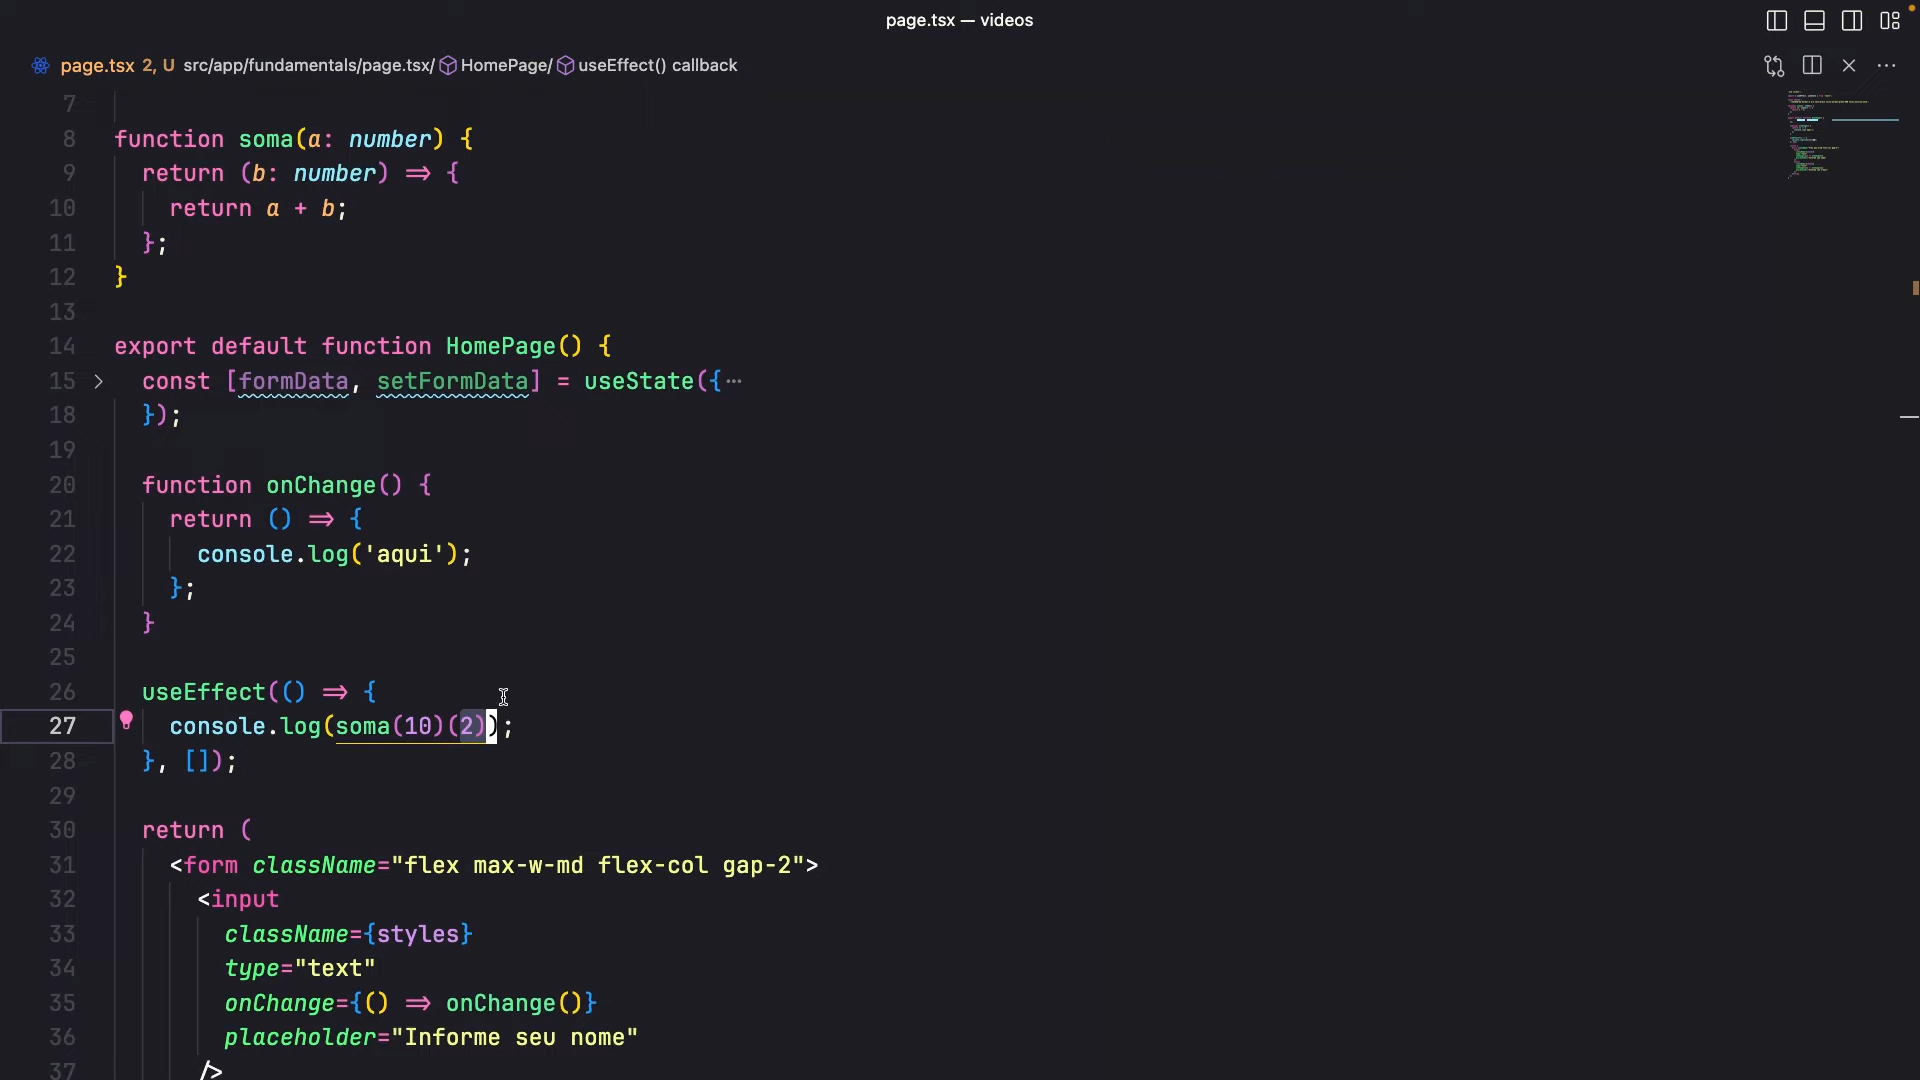 page.tsx — videos
page.tsx 2, U src/app/fundamentals/page.tsx/ HomePage/ useEffect() callback
7
8 function soma(a: number) {
9 return (b: number) => {
10 return a + b;
11 };
12 }
13
14 export default function HomePage() {
15 const [formData, setFormData] = useState({…
18 });
19
20 function onChange() {
21 return () => {
22 console.log('aqui');
23 };
24 }
25
26 useEffect(() => {
27 console.log(soma(10)(2));
28 }, []);
29
30 return (
31 <form className="flex max-w-md flex-col gap-2">
32 <input
33 className={styles}
34 type="text"
35 onChange={() => onChange()}
36 placeholder="Informe seu nome"
37 />